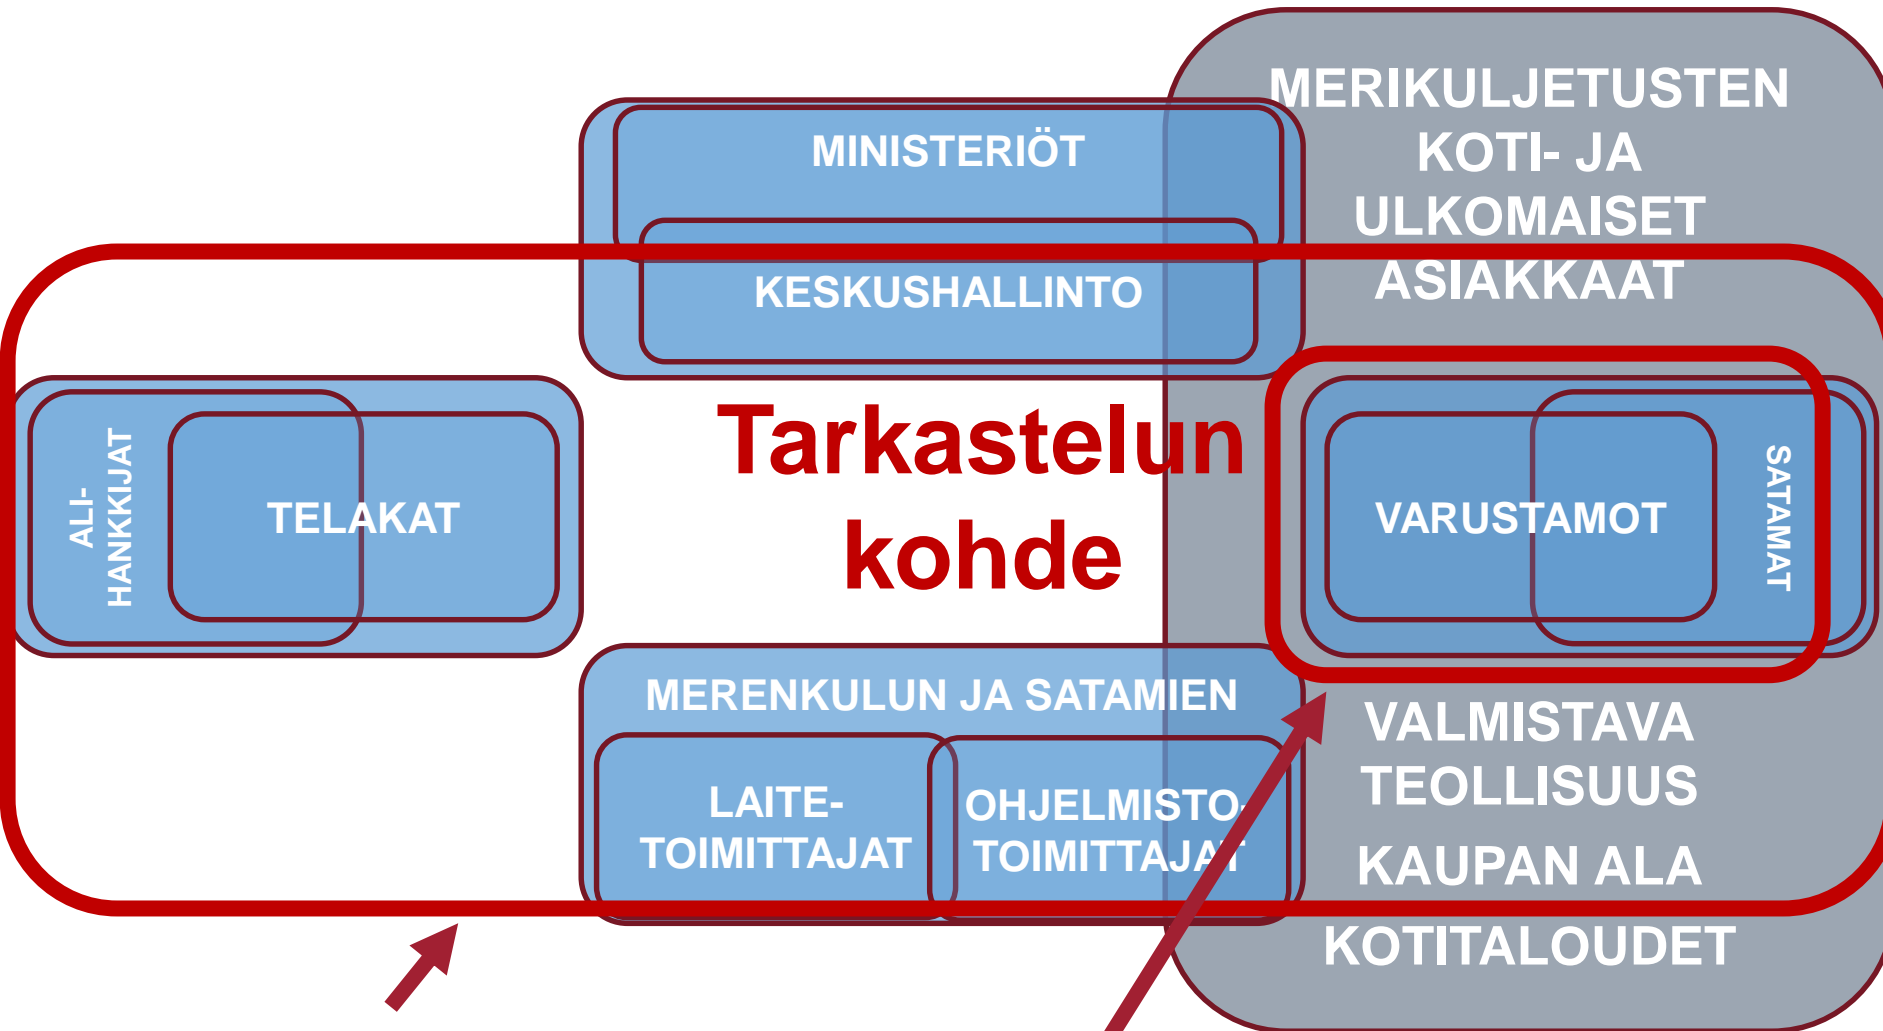 MERIKULJETUSTEN
KOTI- JA
ULKOMAISET
ASIAKKAAT
MINISTERIÖT
KESKUSHALLINTO
Tarkastelun
kohde
ALI-
HANKKIJAT
TELAKAT
VARUSTAMOT
SATAMAT
MERENKULUN JA SATAMIEN
LAITE-
TOIMITTAJAT
OHJELMISTO-
TOIMITTAJAT
VALMISTAVA
TEOLLISUUS
KAUPAN ALA
KOTITALOUDET